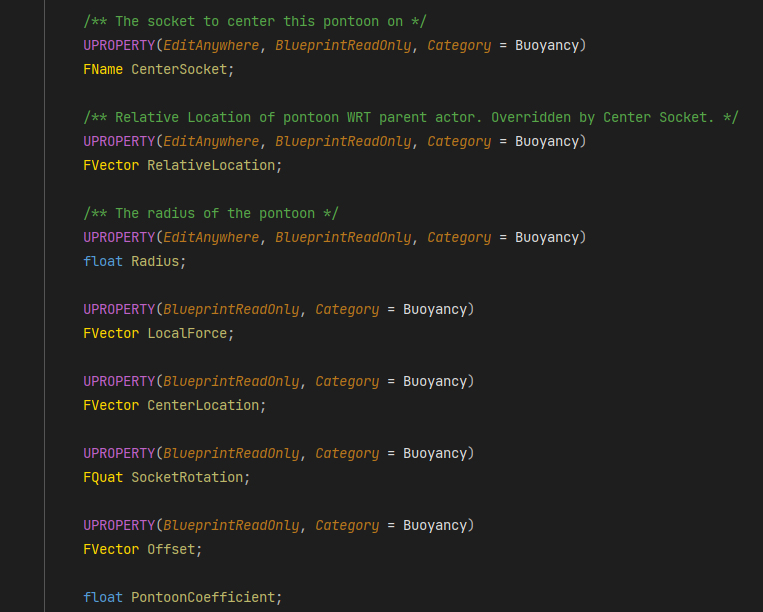 /** The socket to center this pontoon on */
UPROPERTY(EditAnywhere, BlueprintReadOnly, Category = Buoyancy)
FName CenterSocket;
/** Relative Location of pontoon WRT parent actor. Overridden by Center Socket. */
UPROPERTY(EditAnywhere, BlueprintReadOnly, Category = Buoyancy)
FVector RelativeLocation;
/** The radius of the pontoon */
UPROPERTY(EditAnywhere, BlueprintReadOnly, Category = Buoyancy)
float Radius;
UPROPERTY(BlueprintReadOnly, Category = Buoyancy)
FVector LocalForce;
UPROPERTY(BlueprintReadOnly, Category = Buoyancy)
FVector CenterLocation;
UPROPERTY(BlueprintReadOnly, Category = Buoyancy)
FQuat SocketRotation;
UPROPERTY(BlueprintReadOnly, Category = Buoyancy)
FVector Offset;
float PontoonCoefficient;